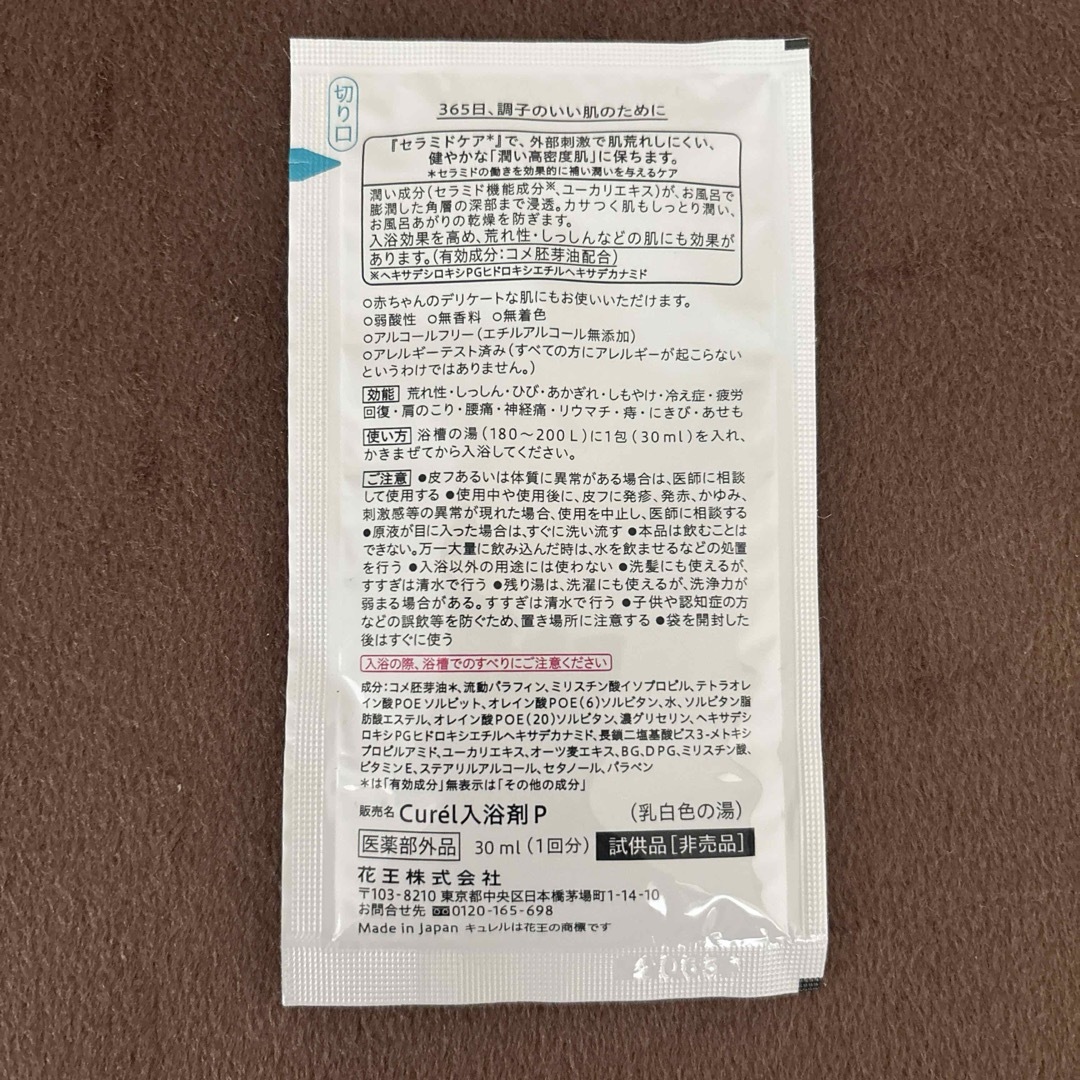 切り口
365日、調子のいい肌のために
『セラミドケア*』で、外部刺激で肌荒れしにくい、
健やかな「潤い高密度肌」に保ちます。
*セラミドの働きを効果的に補い潤いを与えるケア
潤い成分(セラミド機能成分※、ユーカリエキス)が、お風呂で
膨潤した角層の深部まで浸透。カサつく肌もしっとり潤い、
お風呂あがりの乾燥を防ぎます。
入浴効果を高め、荒れ性・しっしんなどの肌にも効果が
あります。(有効成分:コメ胚芽油配合)
※ヘキサデシロキシPGヒドロキシエチルヘキサデカナミド
○赤ちゃんのデリケートな肌にもお使いいただけます。
○弱酸性 ○無香料 ○無着色
○アルコールフリー(エチルアルコール無添加)
○アレルギーテスト済み(すべての方にアレルギーが起こらない
というわけではありません。)
効能 荒れ性・しっしん・ひび・あかぎれ・しもやけ・冷え症・疲労
回復・肩のこり・腰痛・神経痛・リウマチ・痔・にきび・あせも
使い方 浴槽の湯(180〜200L)に1包(30ml)を入れ、
かきまぜてから入浴してください。
ご注意 ●皮フあるいは体質に異常がある場合は、医師に相談
して使用する ●使用中や使用後に、皮フに発疹、発赤、かゆみ、
刺激感等の異常が現れた場合、使用を中止し、医師に相談する
●原液が目に入った場合は、すぐに洗い流す ●本品は飲むことは
できない。万一大量に飲み込んだ時は、水を飲ませるなどの処置
を行う ●入浴以外の用途には使わない ●洗髪にも使えるが、
すすぎは清水で行う ●残り湯は、洗濯にも使えるが、洗浄力が
弱まる場合がある。すすぎは清水で行う ●子供や認知症の方
などの誤飲等を防ぐため、置き場所に注意する ●袋を開封した
後はすぐに使う
入浴の際、浴槽でのすべりにご注意ください
成分:コメ胚芽油*、流動パラフィン、ミリスチン酸イソプロピル、テトラオレ
イン酸POEソルビット、オレイン酸POE(6)ソルビタン、水、ソルビタン脂
肪酸エステル、オレイン酸POE(20)ソルビタン、濃グリセリン、ヘキサデシ
ロキシPGヒドロキシエチルヘキサデカナミド、長鎖二塩基酸ビス3-メトキシ
プロピルアミド、ユーカリエキス、オーツ麦エキス、BG、DPG、ミリスチン酸、
ビタミンE、ステアリルアルコール、セタノール、パラベン
*は「有効成分」無表示は「その他の成分」
販売名 Curél入浴剤P (乳白色の湯)
医薬部外品 30ml(1回分) 試供品[非売品]
花王株式会社
〒103-8210 東京都中央区日本橋茅場町1-14-10
お問合せ先 0120-165-698
Made in Japan キュレルは花王の商標です